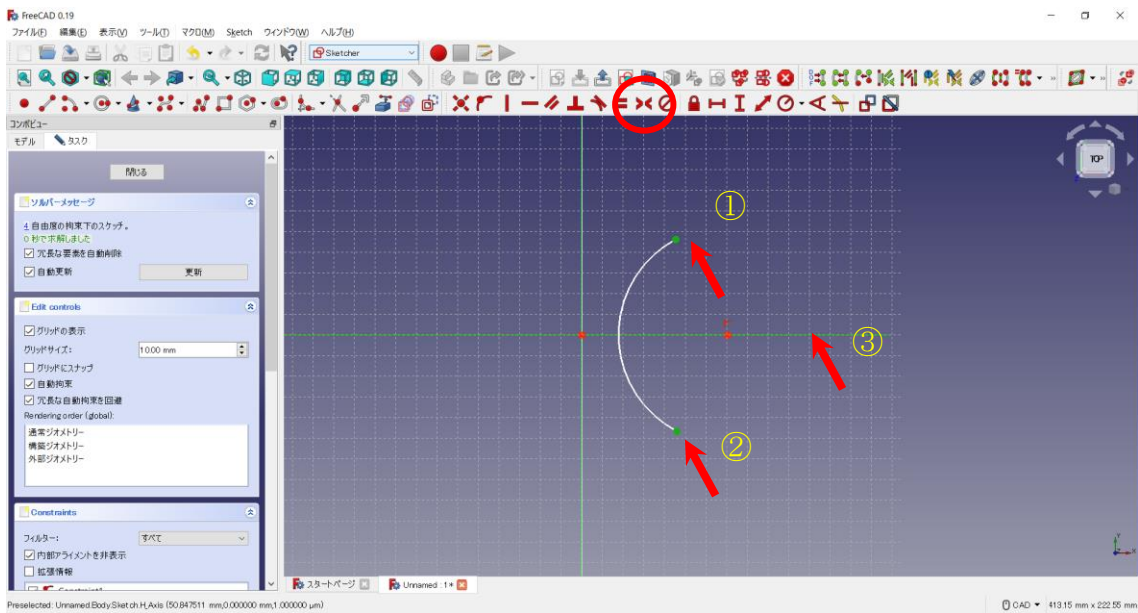 FreeCAD 0.19
ファイル(F) 編集(E) 表示(V) ツール(T) マクロ(M) Sketch ウィンドウ(W) ヘルプ(H)
Sketcher
コンボビュー
モデル タスク
閉じる
ソルバーメッセージ
4 自由度の拘束下のスケッチ。
0 秒で求解しました
冗長な要素を自動削除
自動更新 更新
Edit controls
グリッドの表示
グリッドサイズ: 10.00 mm
グリッドにスナップ
自動拘束
冗長な自動拘束を回避
Rendering order (global):
通常ジオメトリー
構築ジオメトリー
外部ジオメトリー
Constraints
フィルター: すべて
内部アライメントを非表示
拡張情報
Constraint1
①
②
③
TOP
Y
x
スタートページ Unnamed : 1*
Preselected: Unnamed.Body.Sketch.H_Axis (50.847511 mm,0.000000 mm,1.000000 μm)
CAD 413.15 mm x 222.55 mm